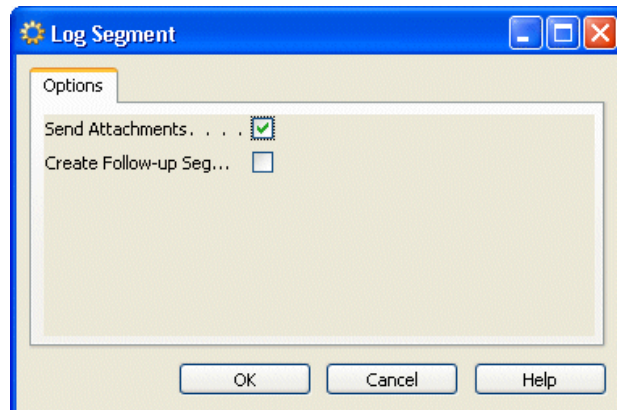 Log Segment
Options
Send Attachments. . . .
Create Follow-up Seg...
OK Cancel Help